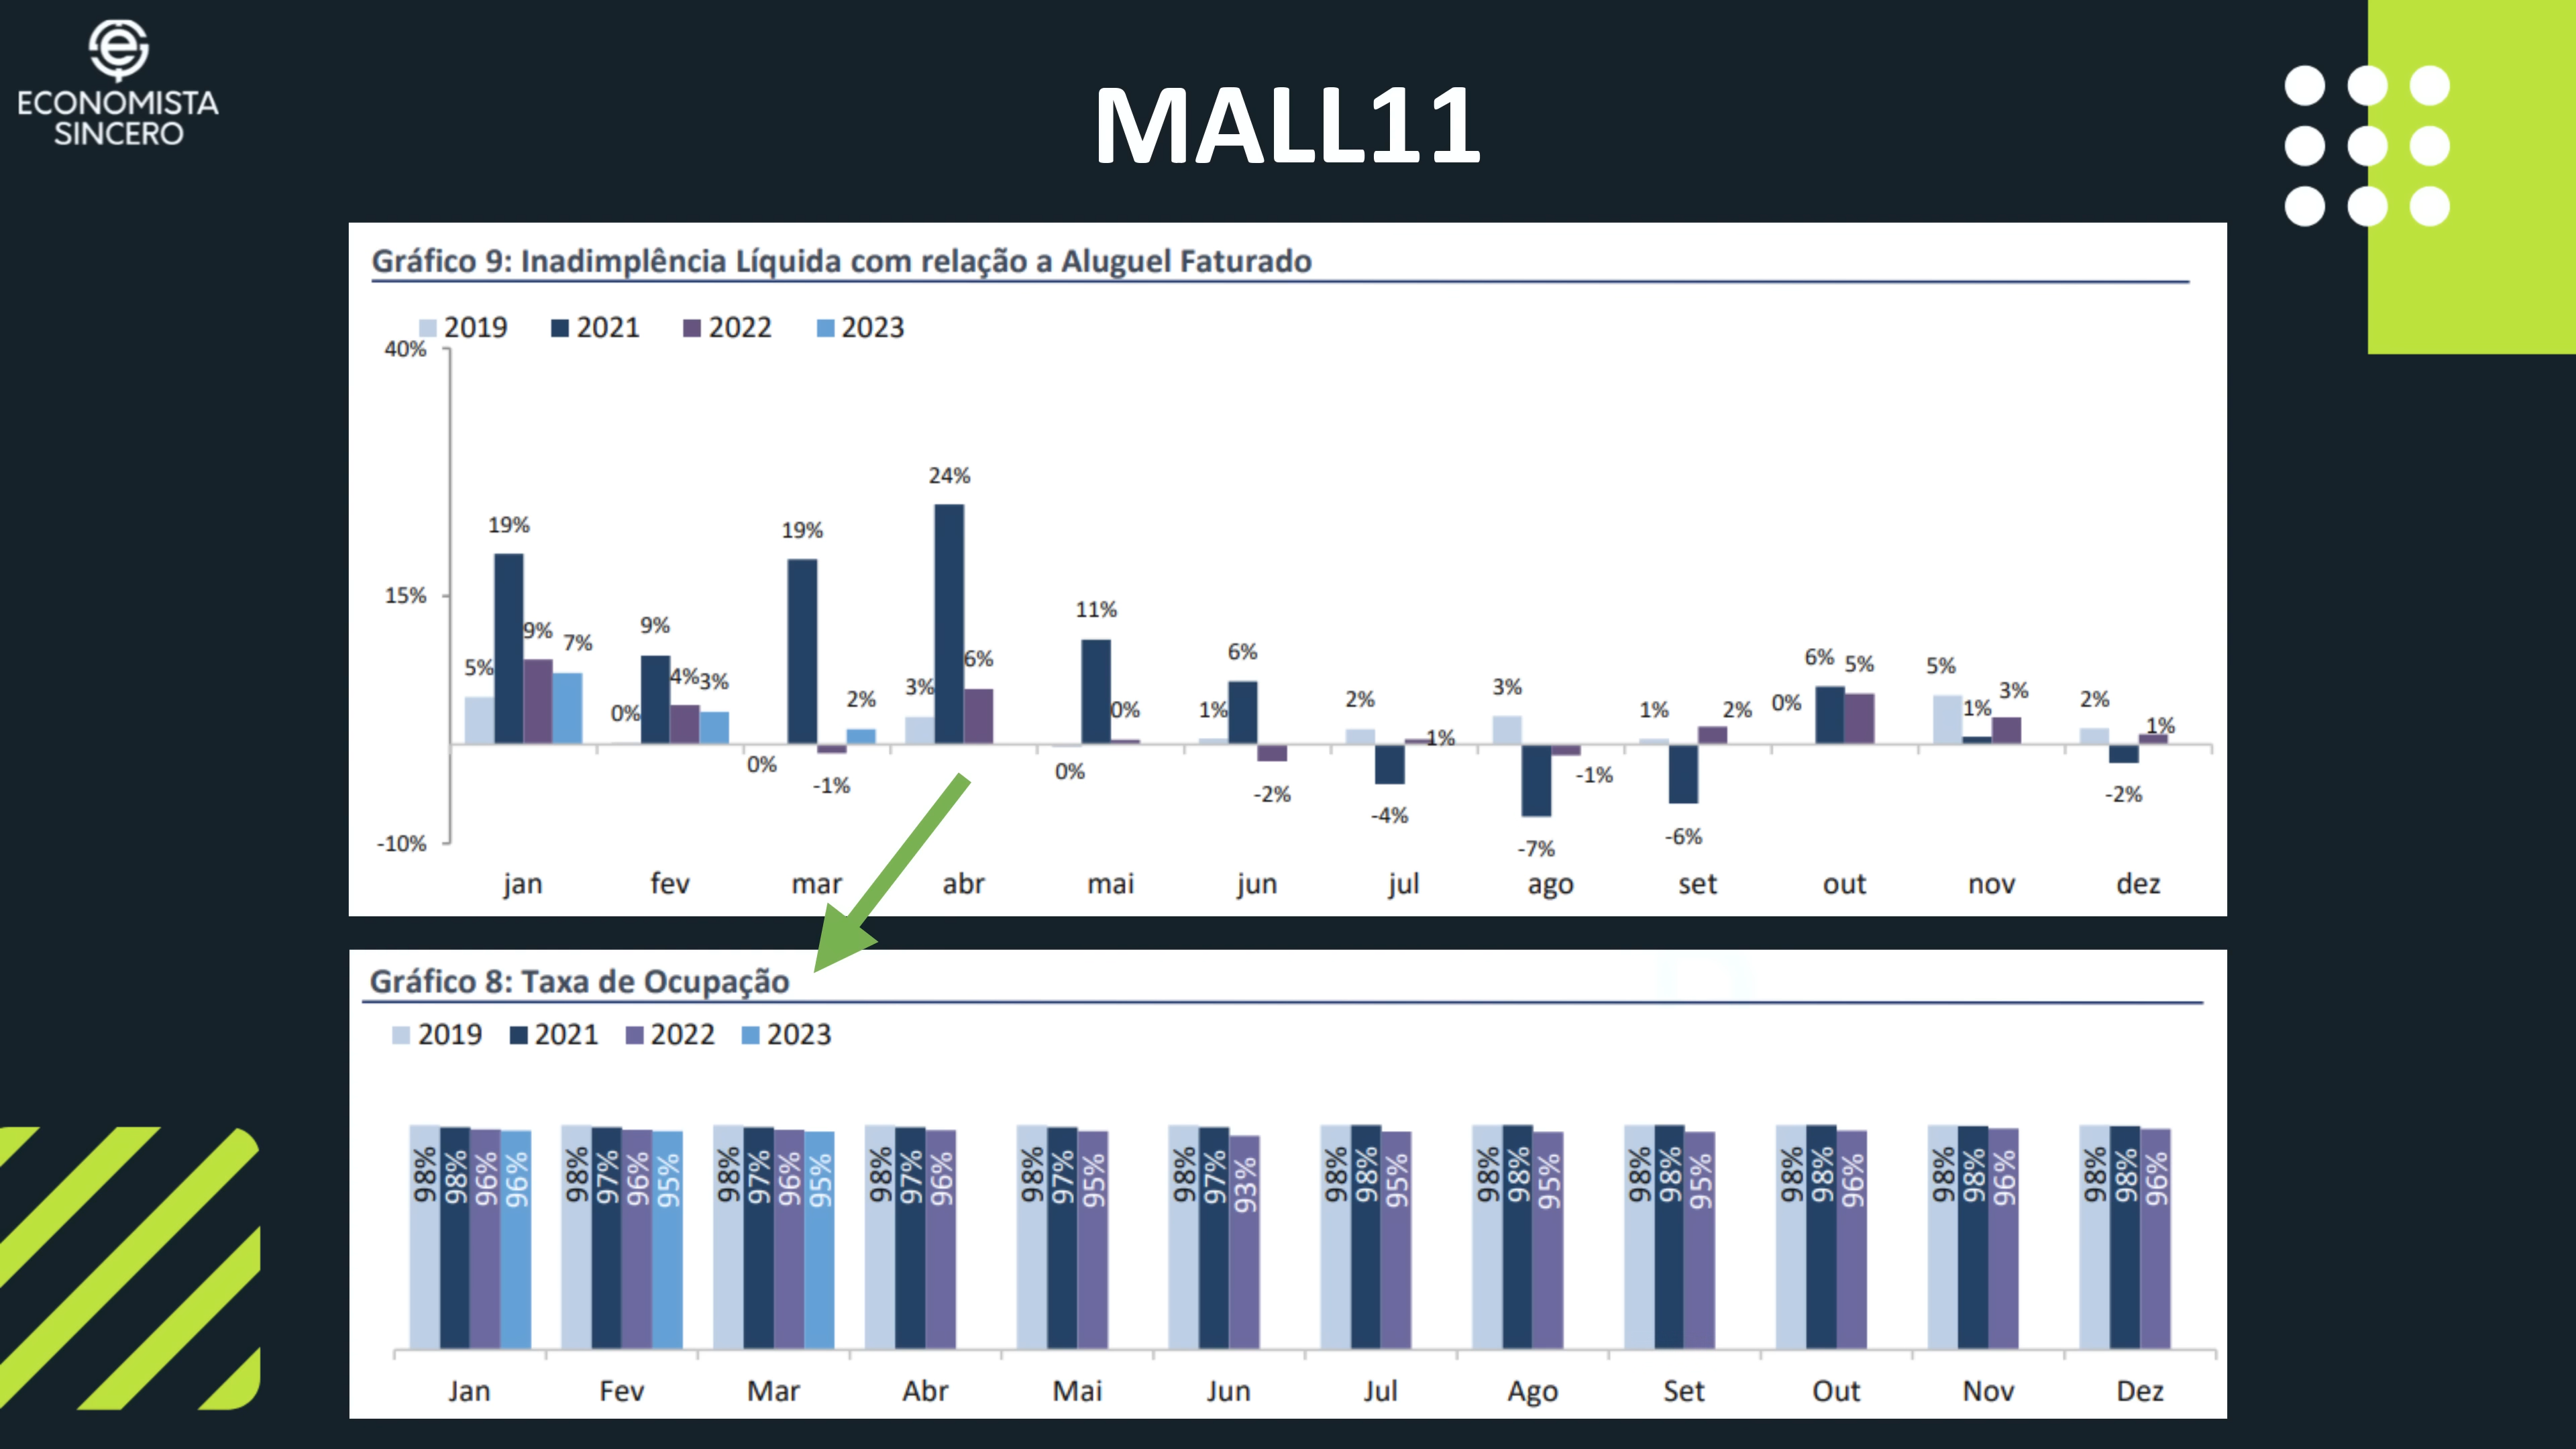 ECONOMISTA
SINCERO
MALL11
Gráfico 9: Inadimplência Líquida com relação a Aluguel Faturado
2019 2021 2022 2023
40%
15%
-10%
5% 19% 9% 7%
0% 9% 4% 3%
0% 19% -1% 2%
3% 24% 6%
0% 11% 0%
1% 6% -2%
2% -4% 1%
3% -7% -1%
1% -6% 2%
0% 6% 5%
5% 1% 3%
2% -2% 1%
jan fev mar abr mai jun jul ago set out nov dez
Gráfico 8: Taxa de Ocupação
2019 2021 2022 2023
98% 98% 96% 96%
98% 97% 96% 95%
98% 97% 96% 95%
98% 97% 96%
98% 97% 95%
98% 97% 93%
98% 98% 95%
98% 98% 95%
98% 98% 95%
98% 98% 96%
98% 98% 96%
98% 98% 96%
Jan Fev Mar Abr Mai Jun Jul Ago Set Out Nov Dez